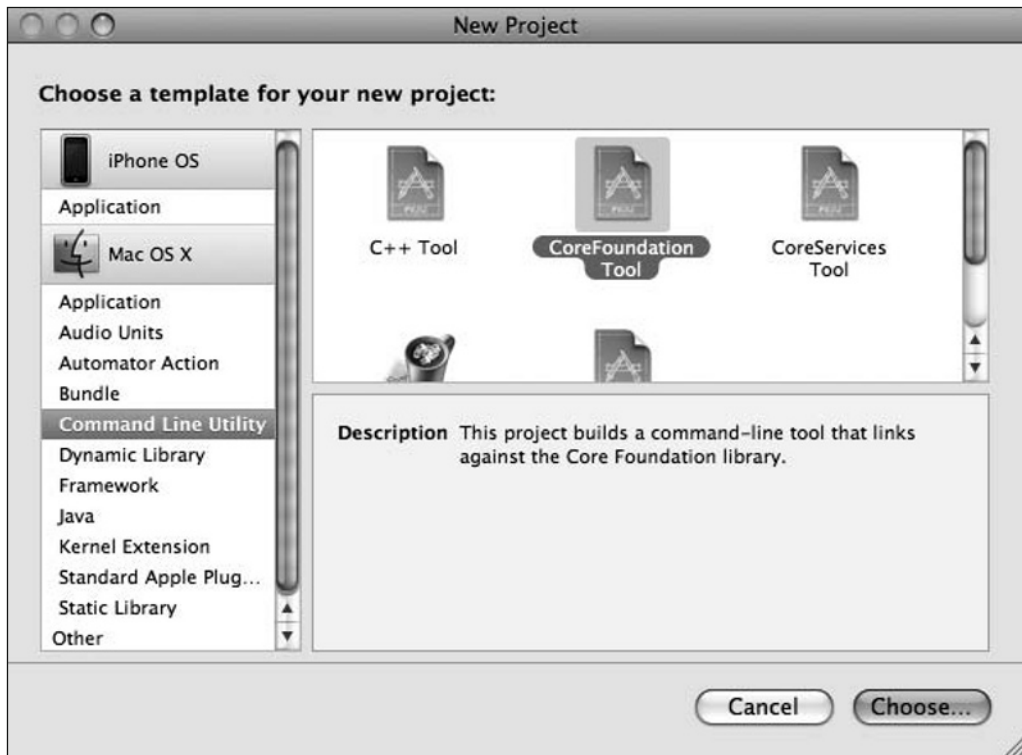 New Project
Choose a template for your new project:
iPhone OS
Application
Mac OS X
Application
Audio Units
Automator Action
Bundle
Command Line Utility
Dynamic Library
Framework
Java
Kernel Extension
Standard Apple Plug...
Static Library
Other
C++ Tool
CoreFoundation
Tool
CoreServices
Tool
Description This project builds a command-line tool that links
against the Core Foundation library.
Cancel
Choose...